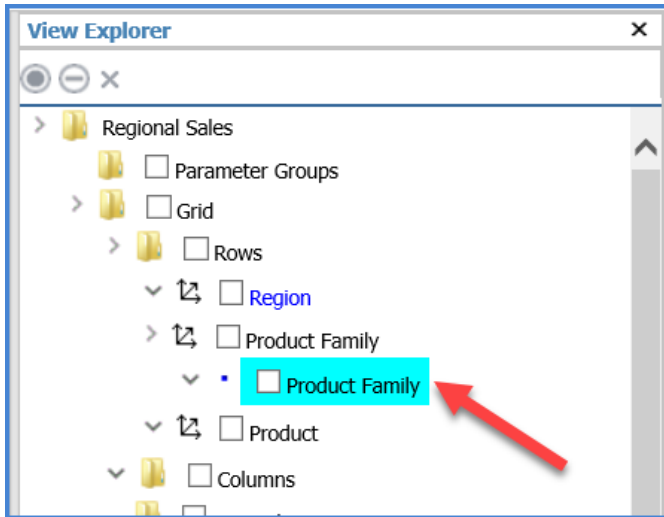 View Explorer
Regional Sales
Parameter Groups
Grid
Rows
Region
Product Family
Product Family
Product
Columns